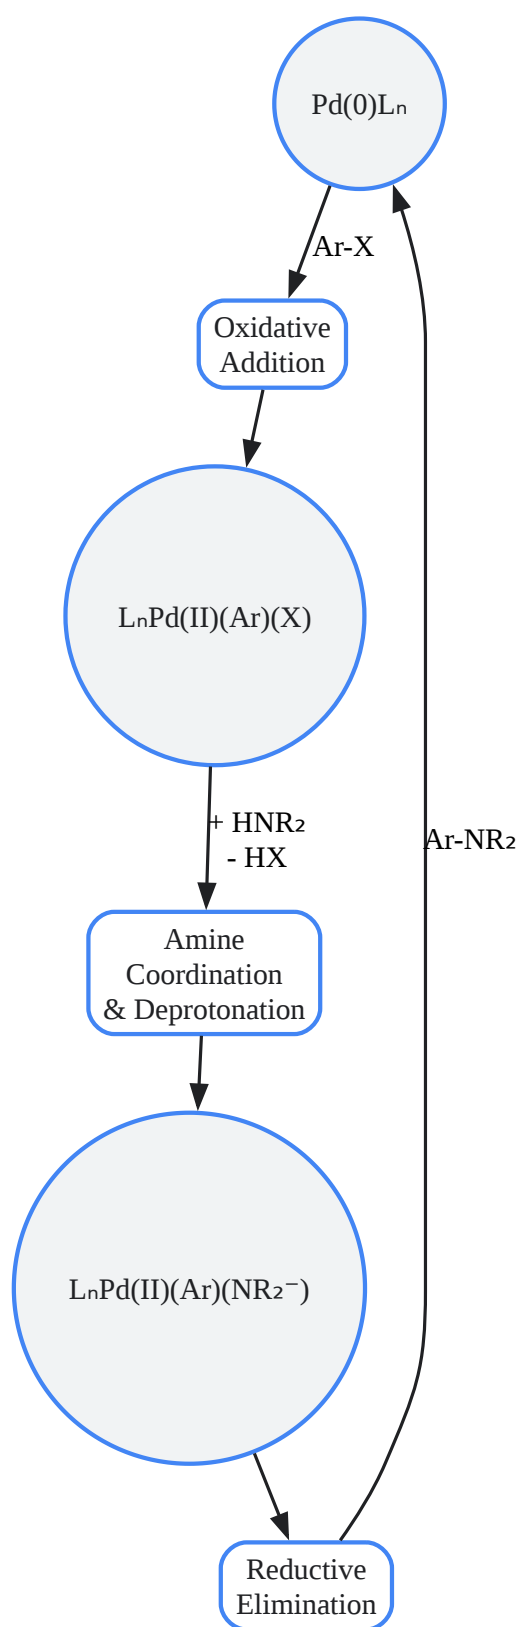 Pd(0)Lₙ
Ar-X
Oxidative
Addition
LₙPd(II)(Ar)(X)
+ HNR₂
- HX
Ar-NR₂
Amine
Coordination
& Deprotonation
LₙPd(II)(Ar)(NR₂⁻)
Reductive
Elimination